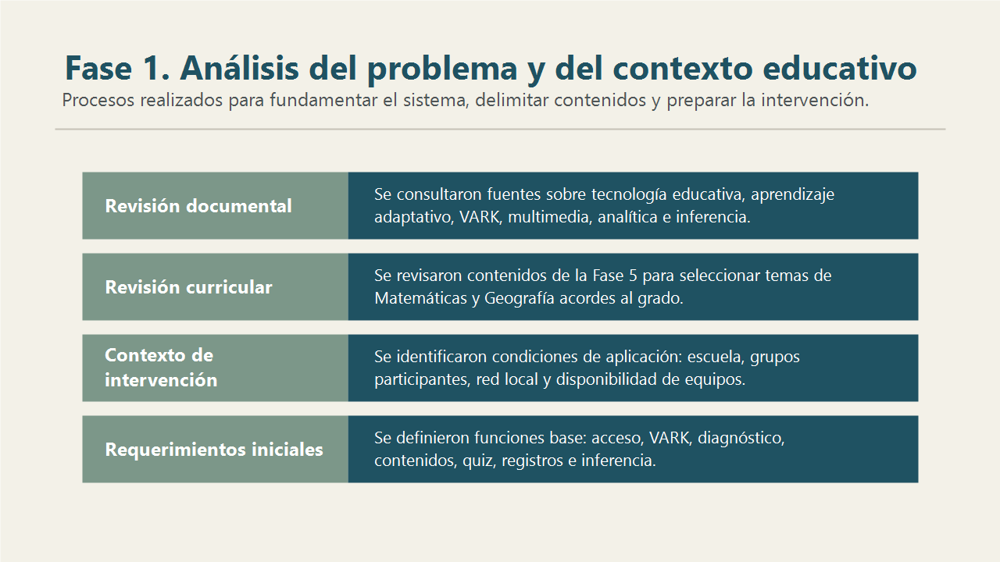 Fase 1. Análisis del problema y del contexto educativo
Procesos realizados para fundamentar el sistema, delimitar contenidos y preparar la intervención.
Revisión documental
Se consultaron fuentes sobre tecnología educativa, aprendizaje
adaptativo, VARK, multimedia, analítica e inferencia.
Revisión curricular
Se revisaron contenidos de la Fase 5 para seleccionar temas de
Matemáticas y Geografía acordes al grado.
Contexto de
intervención
Se identificaron condiciones de aplicación: escuela, grupos
participantes, red local y disponibilidad de equipos.
Requerimientos iniciales
Se definieron funciones base: acceso, VARK, diagnóstico,
contenidos, quiz, registros e inferencia.